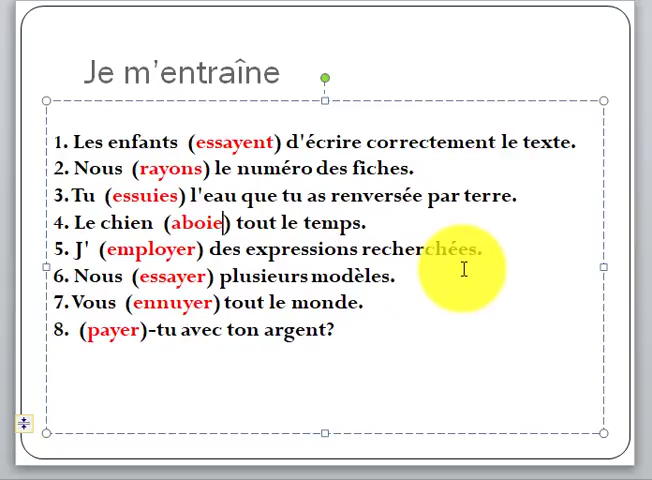 Je m'entraîne
1. Les enfants (essayent) d'écrire correctement le texte.
2. Nous (rayons) le numéro des fiches.
3. Tu (essuies) l'eau que tu as renversée par terre.
4. Le chien (aboie) tout le temps.
5. J' (employer) des expressions recherchées.
6. Nous (essayer) plusieurs modèles.
7. Vous (ennuyer) tout le monde.
8. (payer)-tu avec ton argent?